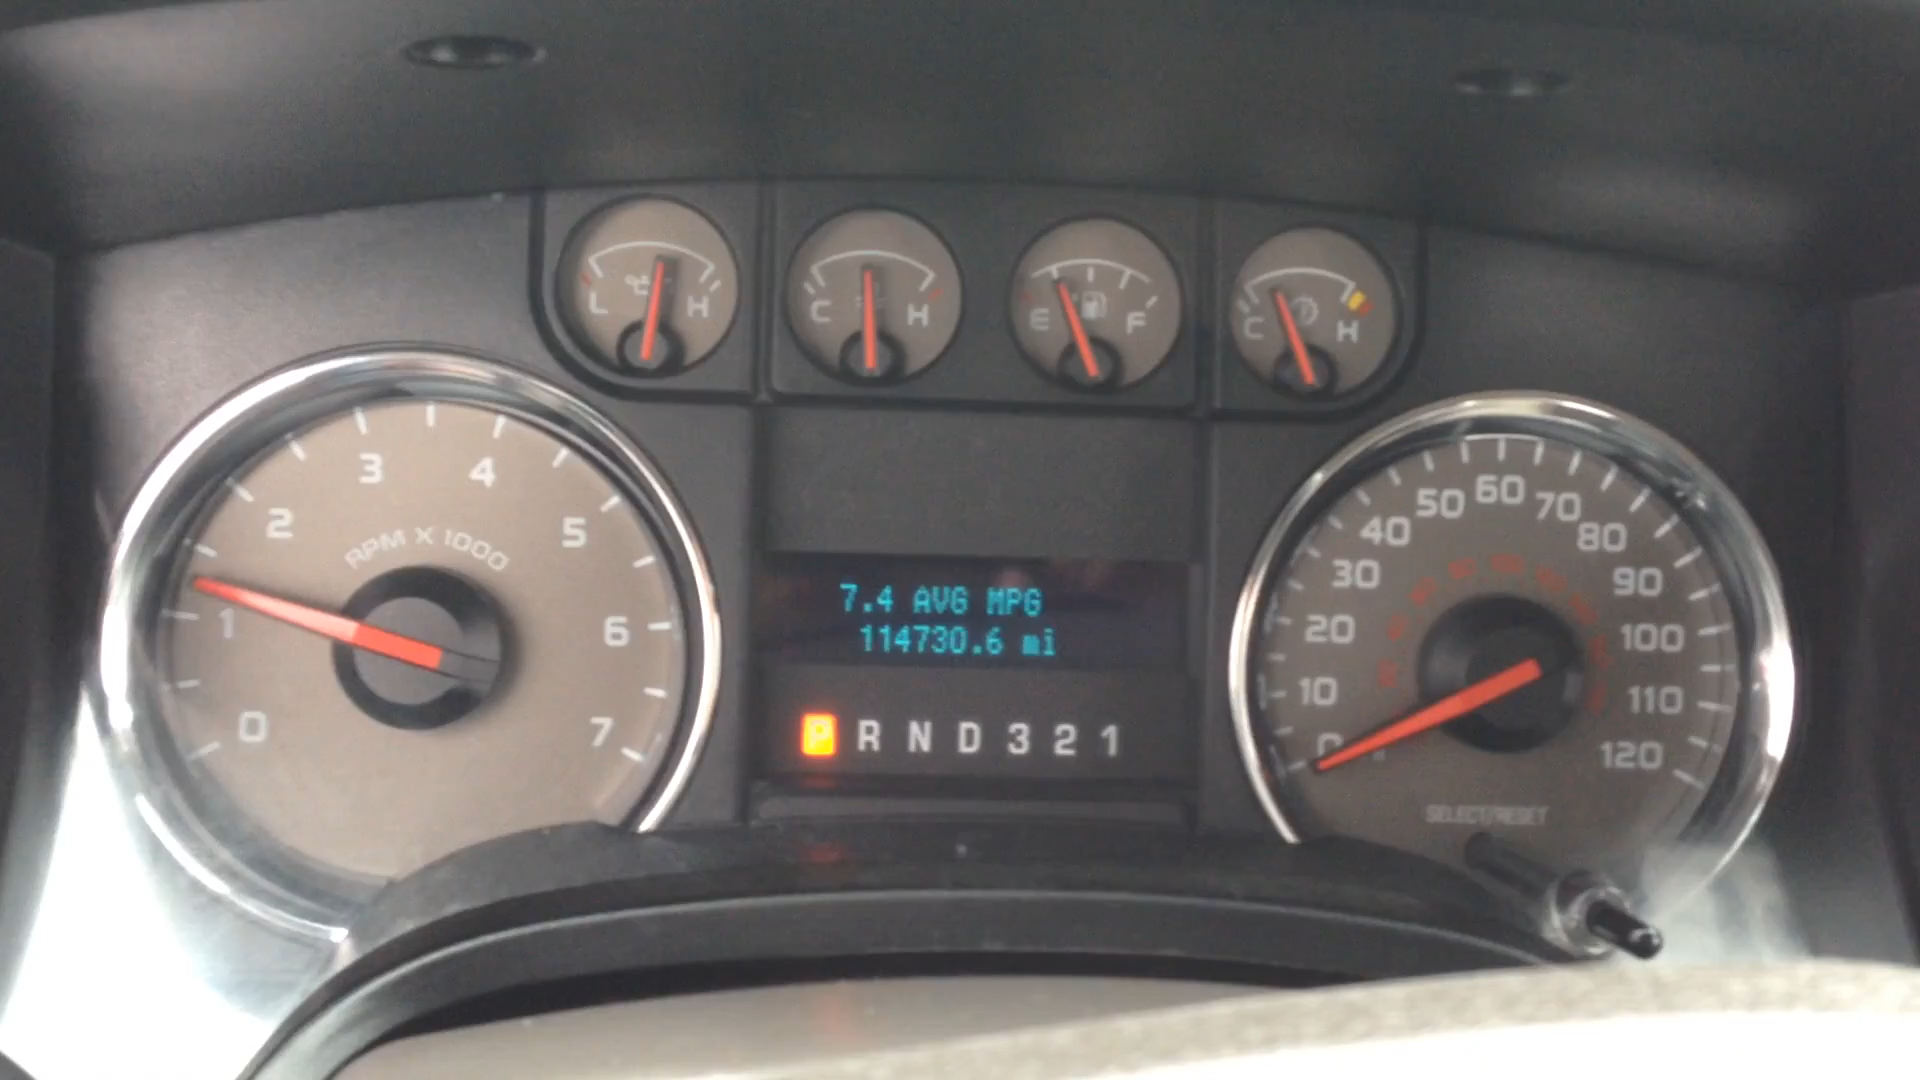 L H
C H
E F
C H
0 1 2 3 4 5 6 7
RPM X 1000
7.4 AVG MPG
114730.6 mi
P R N D 3 2 1
0 10 20 30 40 50 60 70 80 90 100 110 120
SELECT/RESET